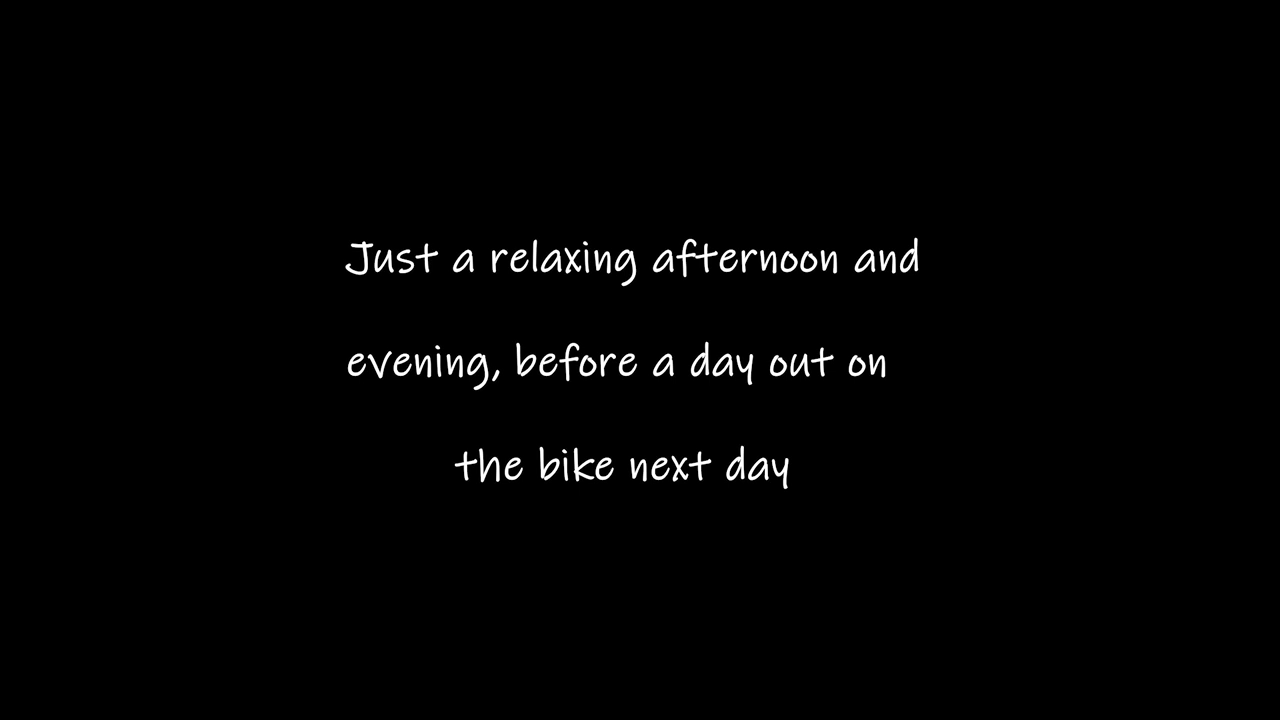 Just a relaxing afternoon and
evening, before a day out on
the bike next day